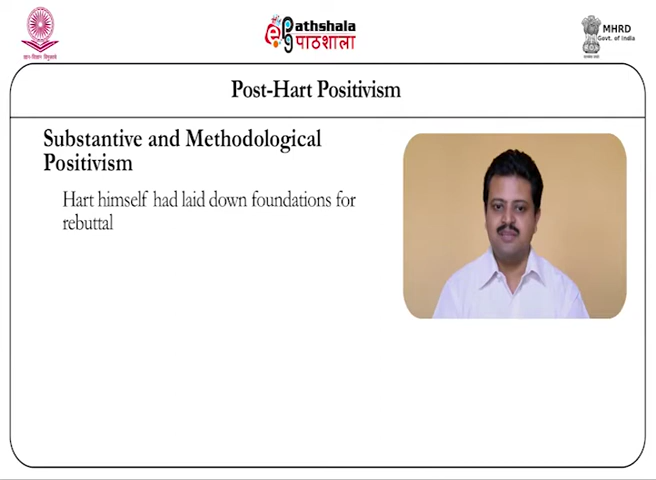 ePathshala
पाठशाला
MHRD
Govt. of India
Post-Hart Positivism
Substantive and Methodological
Positivism
Hart himself had laid down foundations for
rebuttal